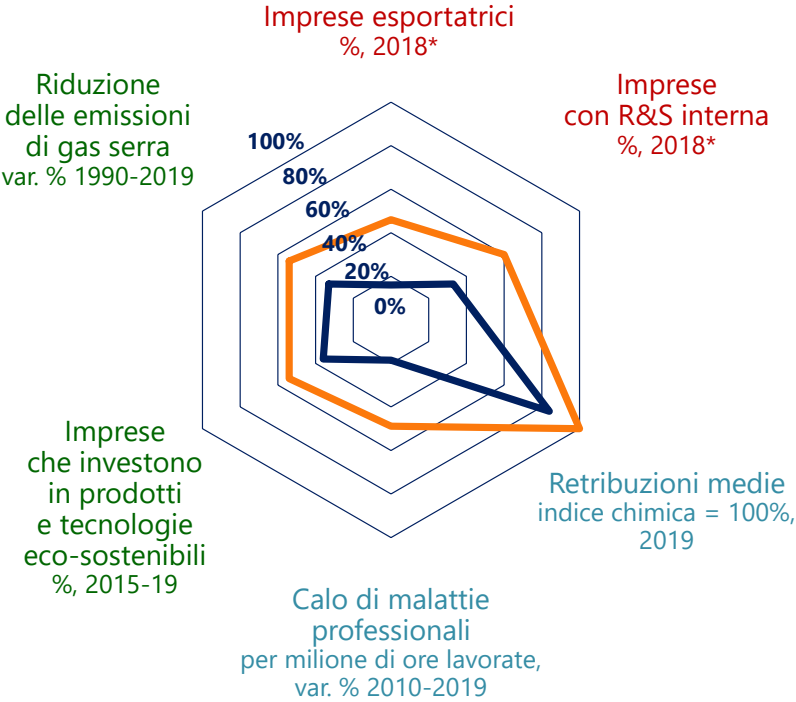 Imprese esportatrici
%, 2018*
Imprese
con R&S interna
%, 2018*
Riduzione
delle emissioni
di gas serra
var. % 1990-2019
100%
80%
60%
40%
20%
0%
Imprese
che investono
in prodotti
e tecnologie
eco-sostenibili
%, 2015-19
Retribuzioni medie
indice chimica = 100%,
2019
Calo di malattie
professionali
per milione di ore lavorate,
var. % 2010-2019